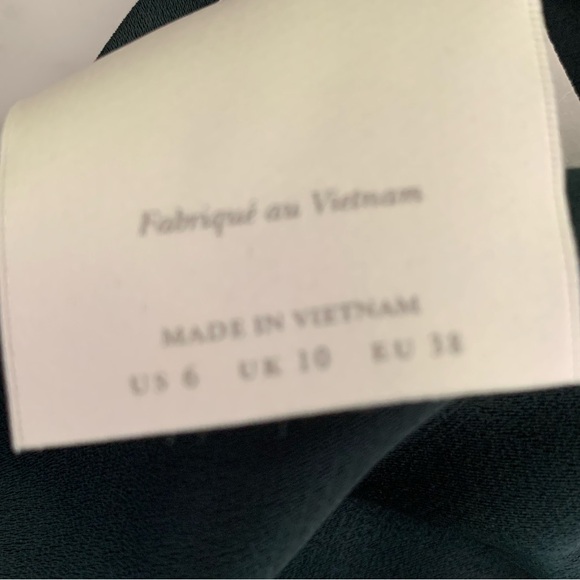 Fabriqué au Vietnam
MADE IN VIETNAM
US 6 UK 10 EU 38